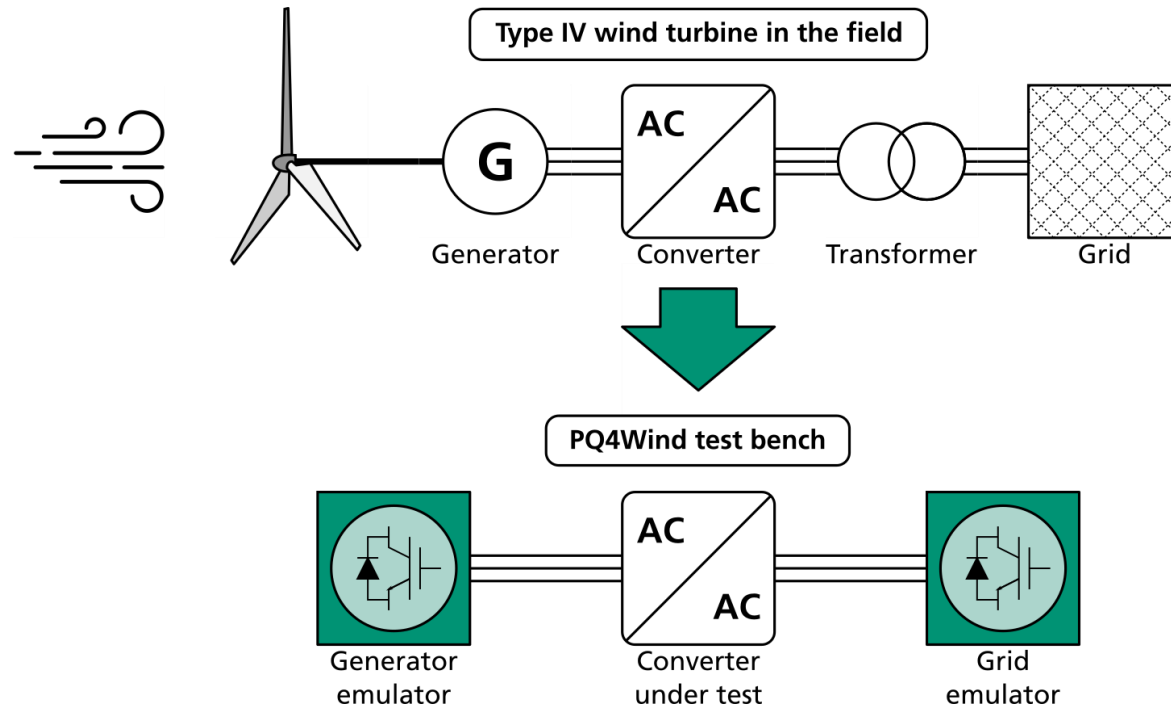 Type IV wind turbine in the field
G
AC
AC
Generator
Converter
Transformer
Grid
PQ4Wind test bench
AC
AC
Generator
emulator
Converter
under test
Grid
emulator